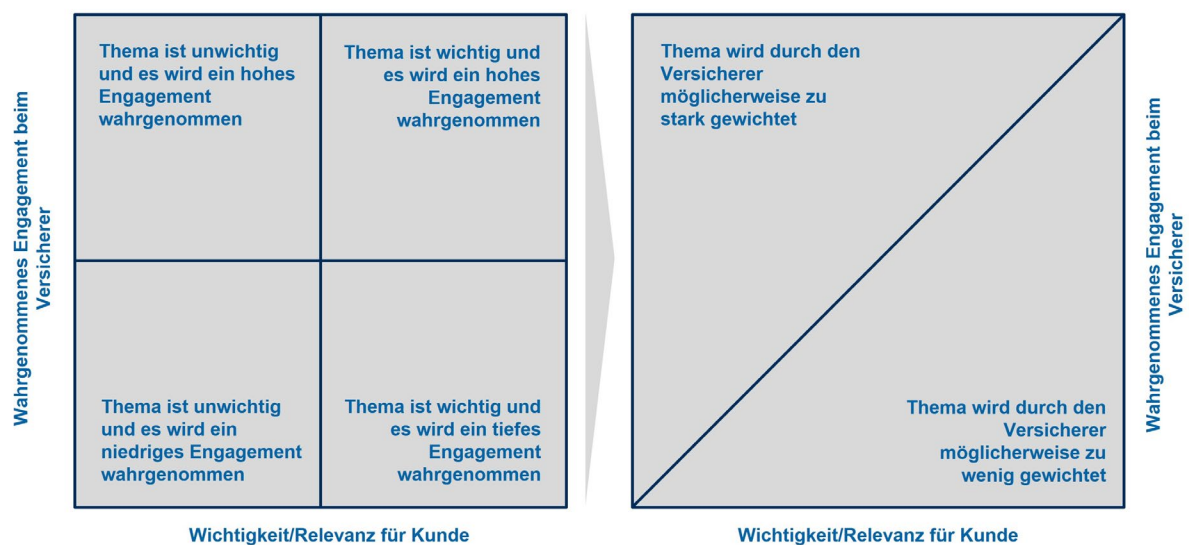 Wahrgenommenes Engagement beim
Versicherer
Thema ist unwichtig
und es wird ein hohes
Engagement
wahrgenommen
Thema ist wichtig und
es wird ein hohes
Engagement
wahrgenommen
Thema ist unwichtig
und es wird ein
niedriges Engagement
wahrgenommen
Thema ist wichtig und
es wird ein tiefes
Engagement
wahrgenommen
Wichtigkeit/Relevanz für Kunde
Thema wird durch den
Versicherer
möglicherweise zu
stark gewichtet
Thema wird durch den
Versicherer
möglicherweise zu
wenig gewichtet
Wichtigkeit/Relevanz für Kunde
Wahrgenommenes Engagement beim
Versicherer